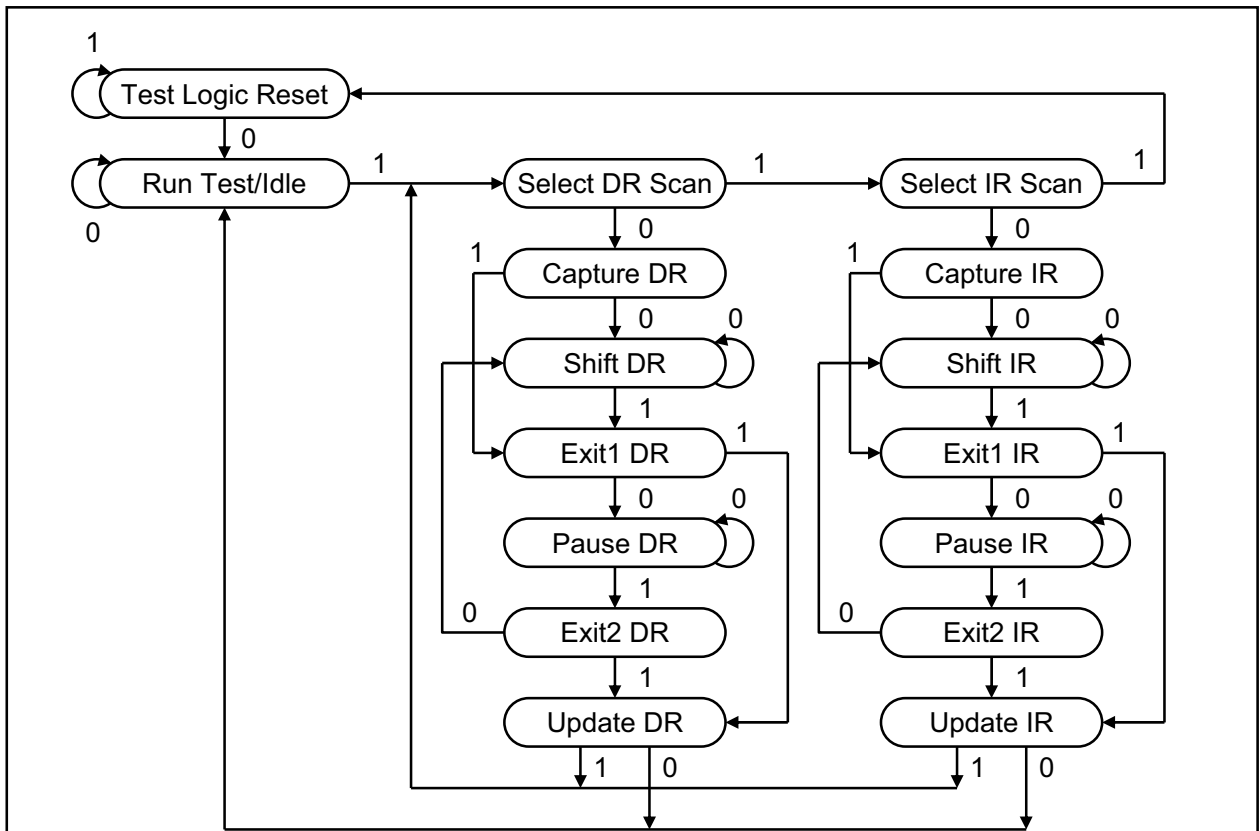 1
Test Logic Reset
0
Run Test/Idle
1
Select DR Scan
1
Select IR Scan
1
0
0
0
1
Capture DR
1
Capture IR
0
0
0
0
Shift DR
Shift IR
1
1
Exit1 DR
1
Exit1 IR
1
0
0
0
0
Pause DR
Pause IR
1
1
0
Exit2 DR
0
Exit2 IR
1
1
Update DR
Update IR
1
0
1
0